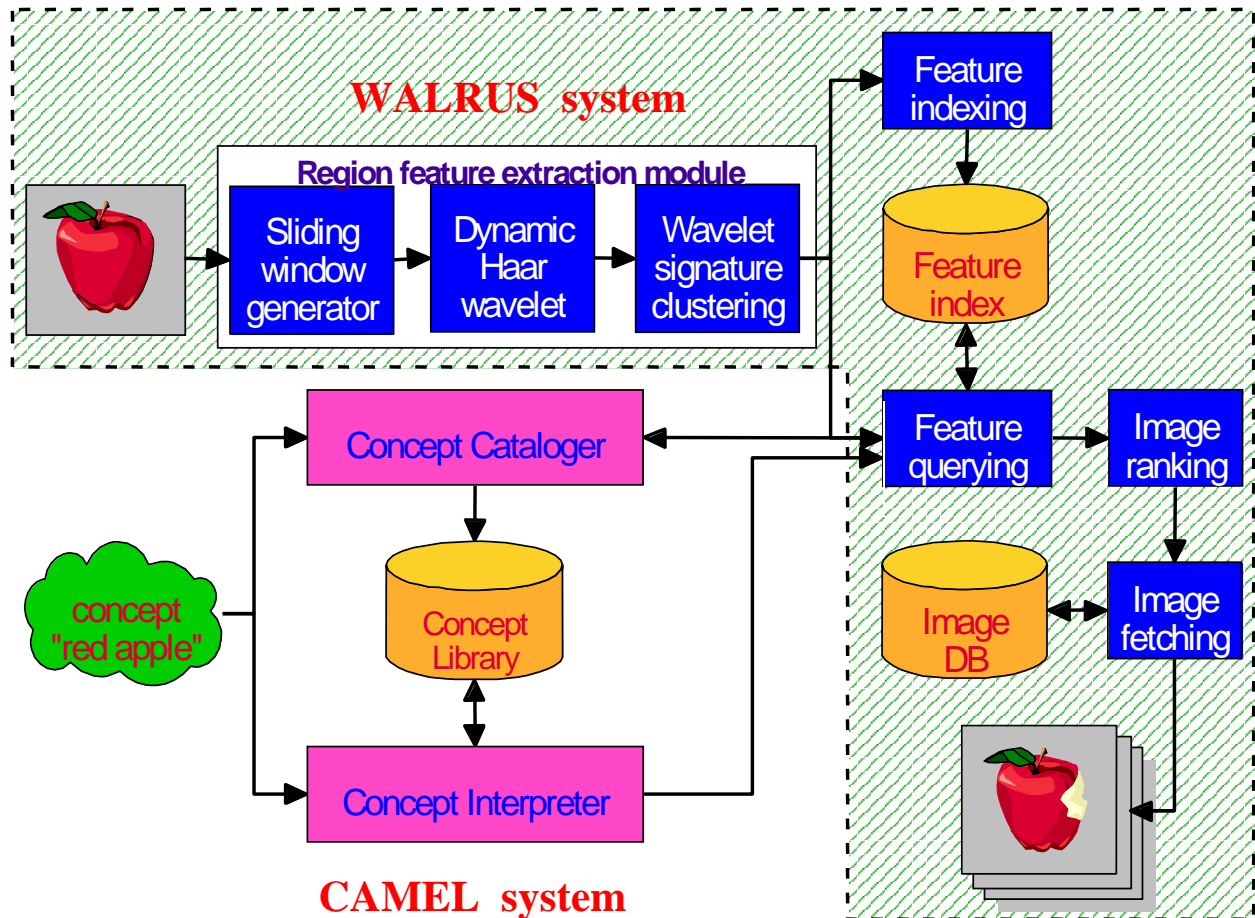 WALRUS system
Feature
indexing
Region feature extraction module
Sliding
window
generator
Dynamic
Haar
wavelet
Wavelet
signature
clustering
Feature
index
Concept Cataloger
Feature
querying
Image
ranking
concept
"red apple"
Concept
Library
Image
DB
Image
fetching
Concept Interpreter
CAMEL system